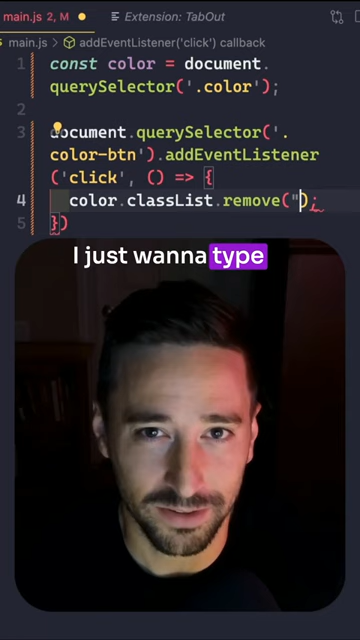 main.js 2, M
Extension: TabOut
main.js > addEventListener('click') callback
1 const color = document.
querySelector('.color');
2
3 document.querySelector('.
color-btn').addEventListener
('click', () => {
4 color.classList.remove(");
5 })
I just wanna type